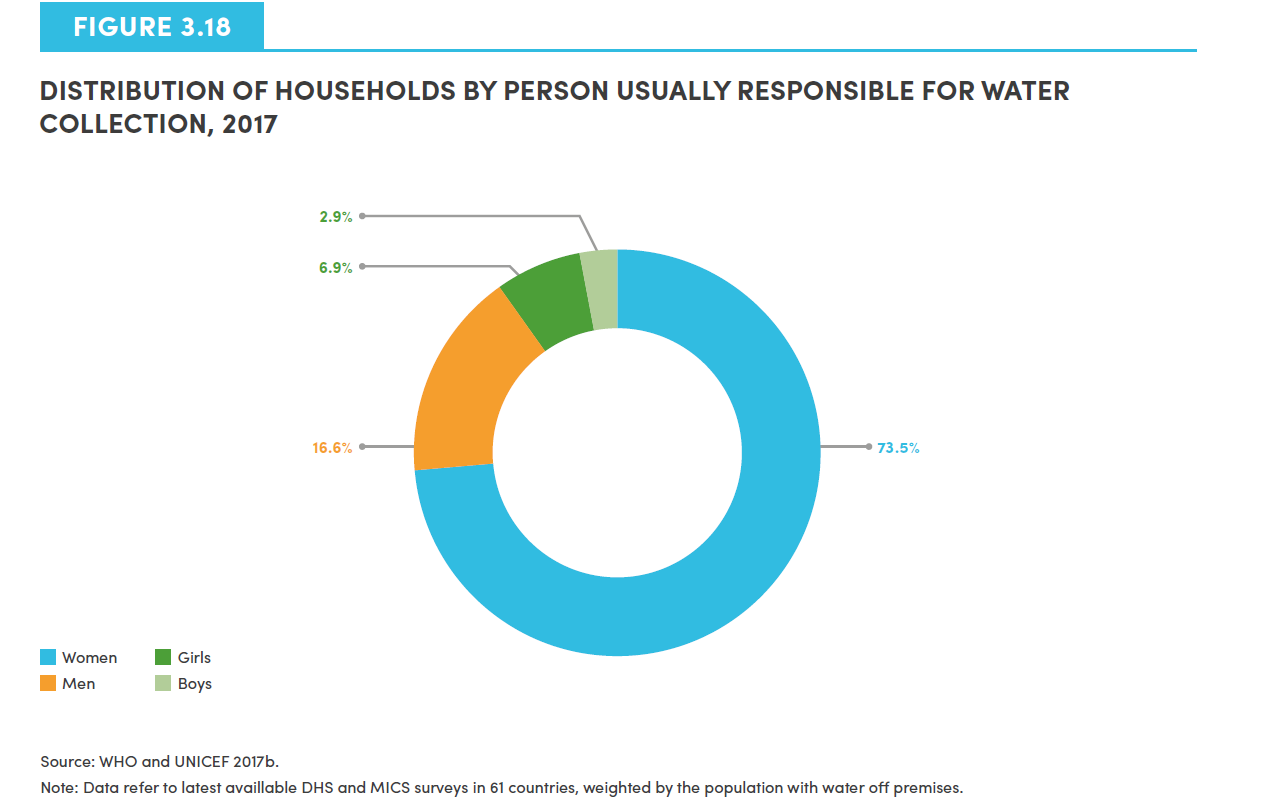 FIGURE 3.18
DISTRIBUTION OF HOUSEHOLDS BY PERSON USUALLY RESPONSIBLE FOR WATER
COLLECTION, 2017
2.9%
6.9%
16.6%
73.5%
Women
Girls
Men
Boys
Source: WHO and UNICEF 2017b.
Note: Data refer to latest availlable DHS and MICS surveys in 61 countries, weighted by the population with water off premises.